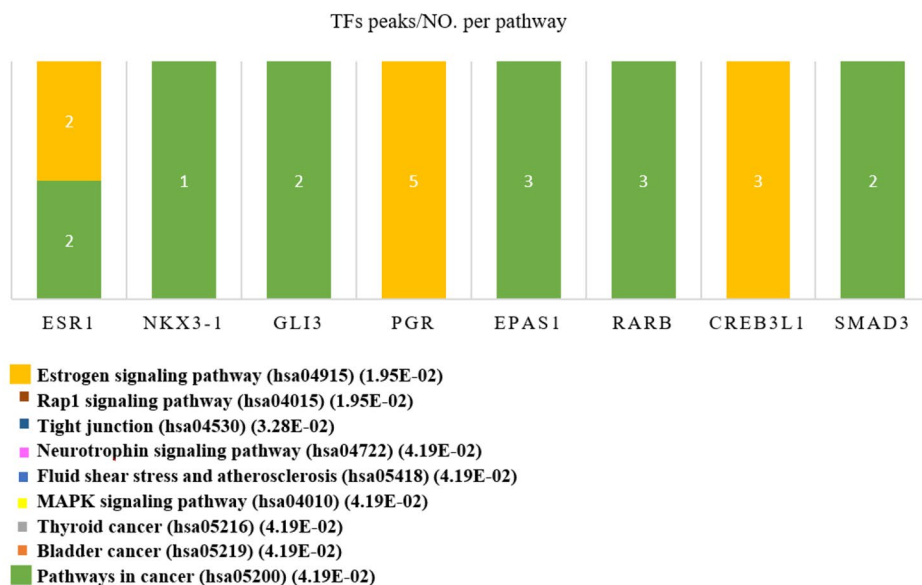 TFs peaks/NO. per pathway
2
2
1
2
5
3
3
3
2
ESR1 NKX3-1 GLI3 PGR EPAS1 RARB CREB3L1 SMAD3
Estrogen signaling pathway (hsa04915) (1.95E-02)
Rap1 signaling pathway (hsa04015) (1.95E-02)
Tight junction (hsa04530) (3.28E-02)
Neurotrophin signaling pathway (hsa04722) (4.19E-02)
Fluid shear stress and atherosclerosis (hsa05418) (4.19E-02)
MAPK signaling pathway (hsa04010) (4.19E-02)
Thyroid cancer (hsa05216) (4.19E-02)
Bladder cancer (hsa05219) (4.19E-02)
Pathways in cancer (hsa05200) (4.19E-02)